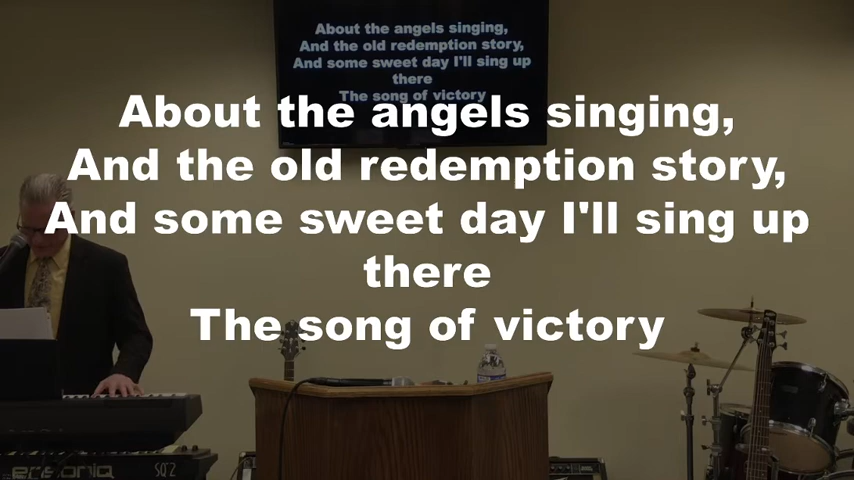 About the angels singing,
And the old redemption story,
And some sweet day I'll sing up
there
The song of victory
About the angels singing,
And the old redemption story,
And some sweet day I'll sing up
there
The song of victory
ensoniq SQ2